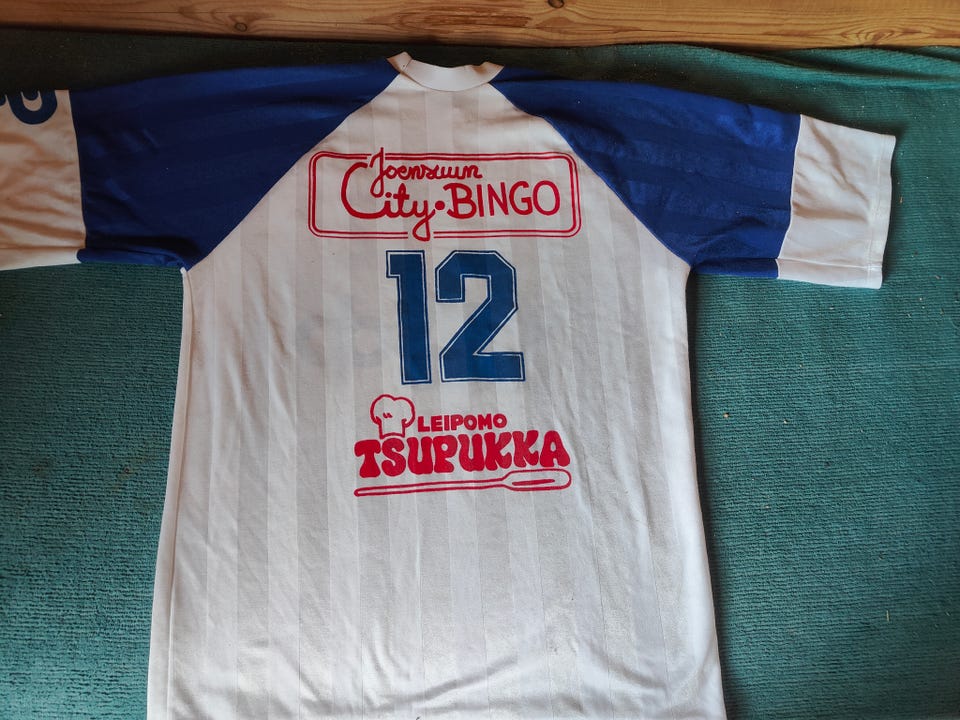 Joensuun
City·BINGO
12
LEIPOMO
TSUPUKKA